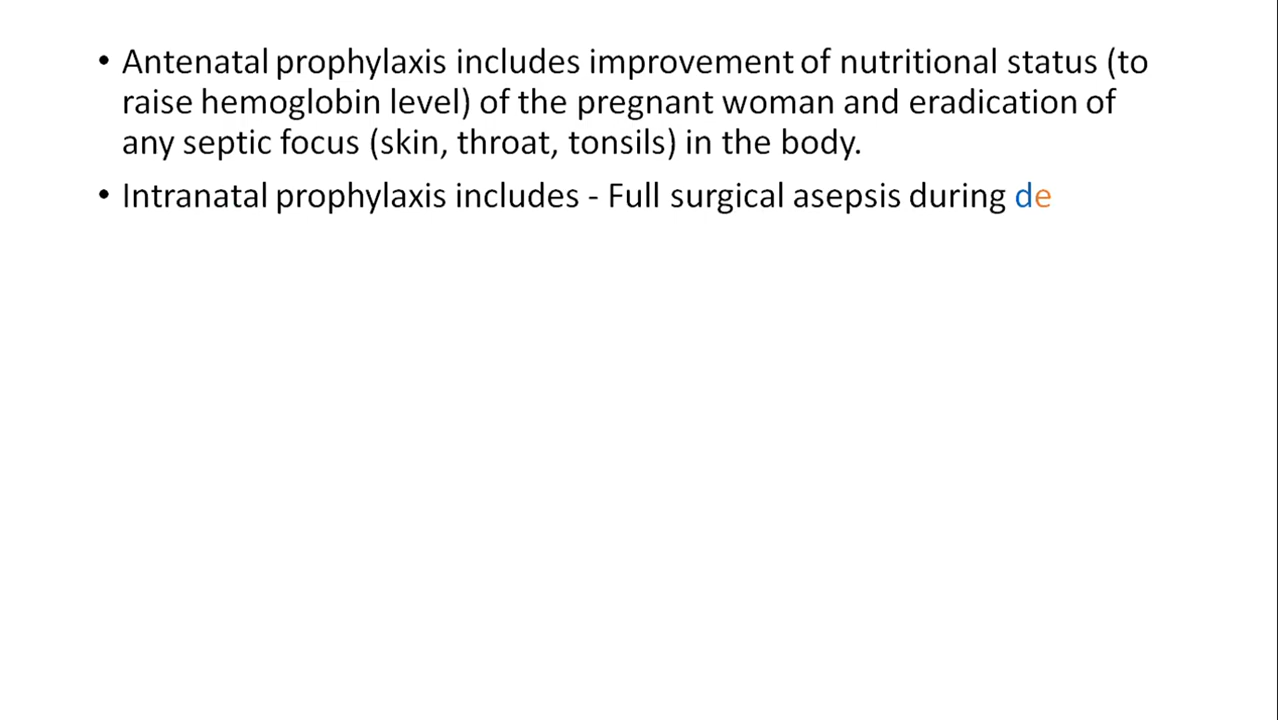 • Antenatal prophylaxis includes improvement of nutritional status (to
raise hemoglobin level) of the pregnant woman and eradication of
any septic focus (skin, throat, tonsils) in the body.
• Intranatal prophylaxis includes - Full surgical asepsis during de